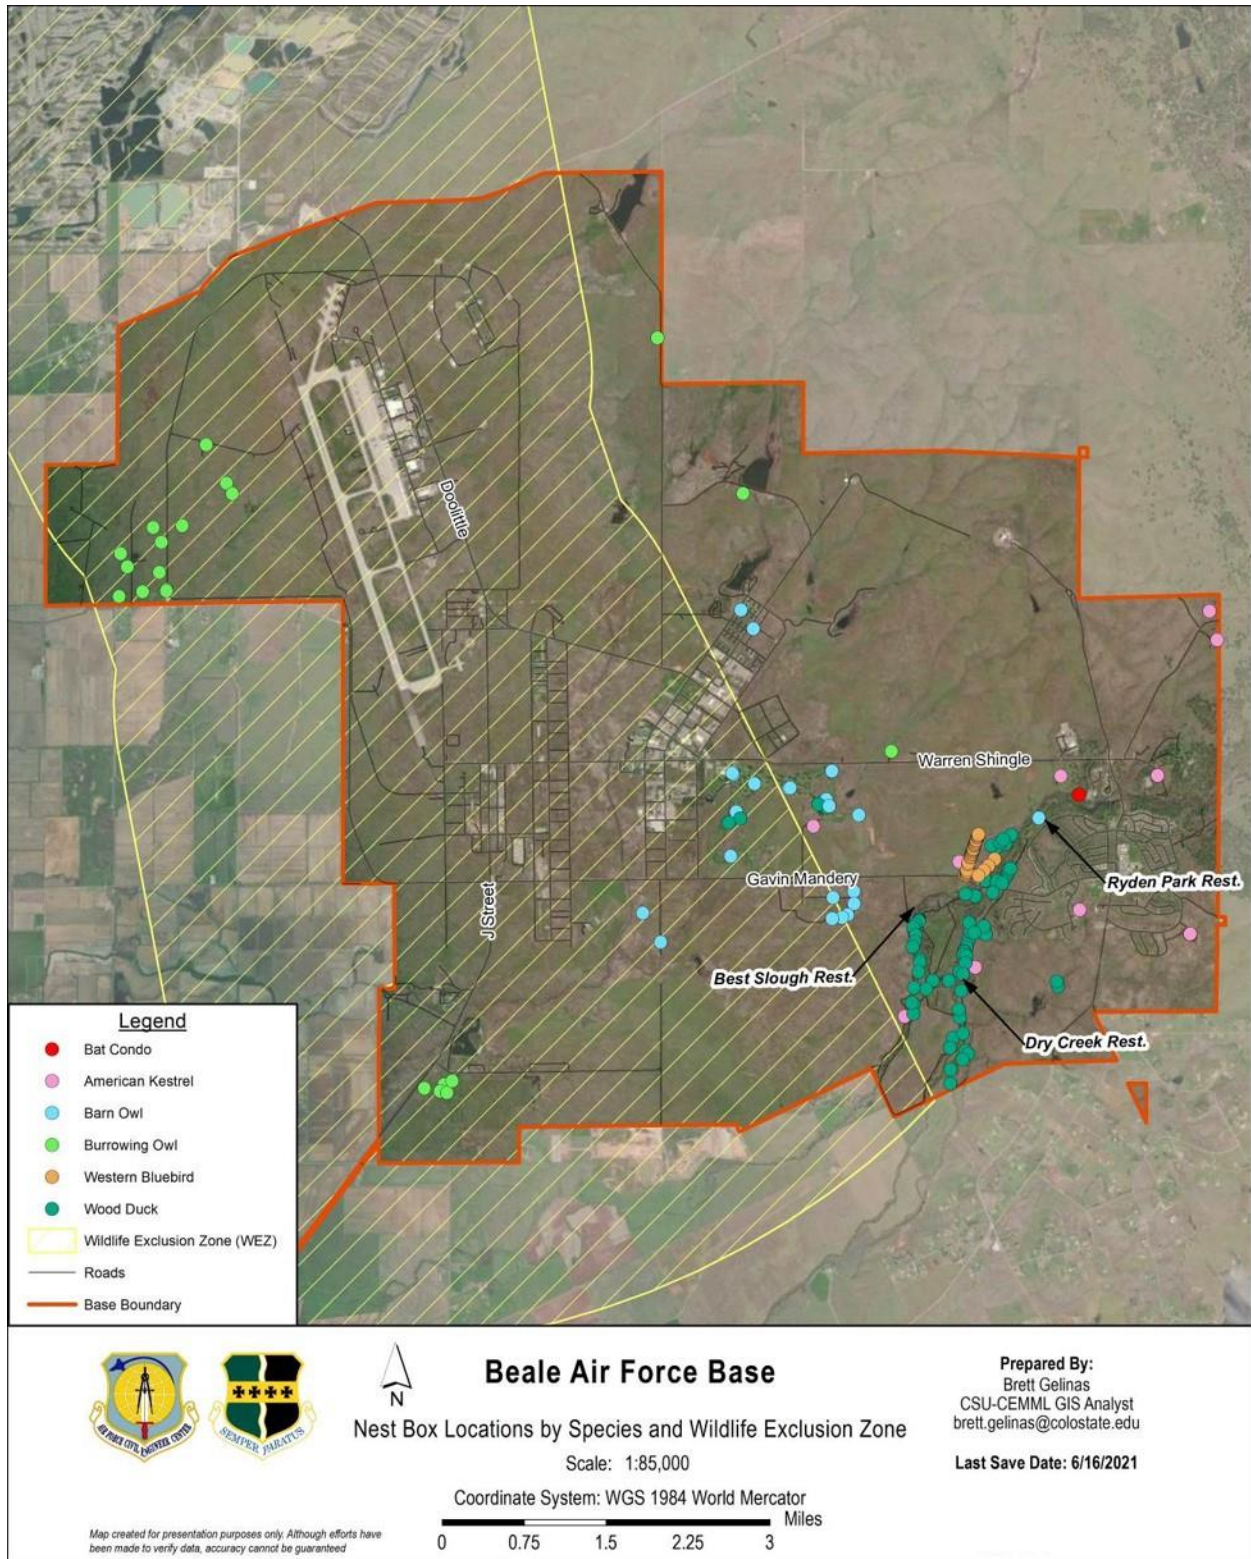 Doolittle
Warren Shingle
Gavin Mandery
Ryden Park Rest.
J Street
Best Slough Rest.
Dry Creek Rest.
Legend
Bat Condo
American Kestrel
Barn Owl
Burrowing Owl
Western Bluebird
Wood Duck
Wildlife Exclusion Zone (WEZ)
Roads
Base Boundary
AIR FORCE CIVIL ENGINEER CENTER
SEMPER PARATUS
N
Beale Air Force Base
Nest Box Locations by Species and Wildlife Exclusion Zone
Scale: 1:85,000
Coordinate System: WGS 1984 World Mercator
Miles
0 0.75 1.5 2.25 3
Prepared By:
Brett Gelinas
CSU-CEMML GIS Analyst
brett.gelinas@colostate.edu
Last Save Date: 6/16/2021
Map created for presentation purposes only. Although efforts have
been made to verify data, accuracy cannot be guaranteed